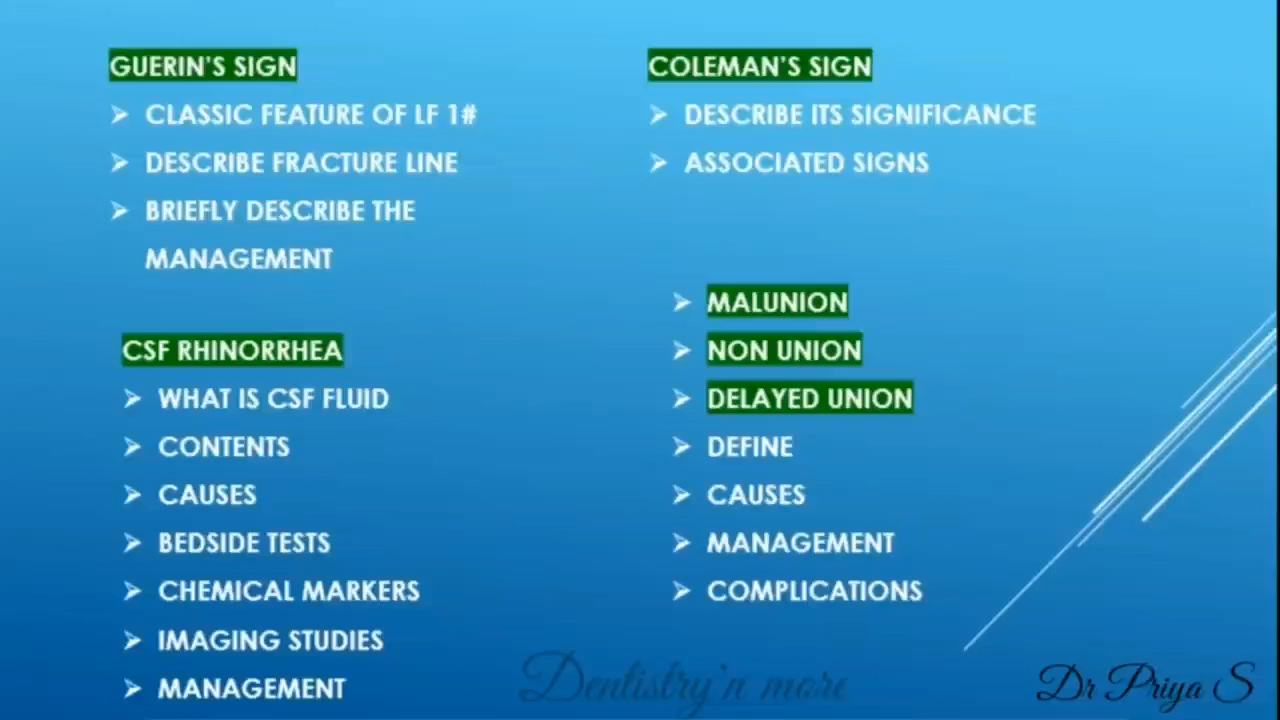 GUERIN'S SIGN
CLASSIC FEATURE OF LF 1#
DESCRIBE FRACTURE LINE
BRIEFLY DESCRIBE THE
MANAGEMENT
CSF RHINORRHEA
WHAT IS CSF FLUID
CONTENTS
CAUSES
BEDSIDE TESTS
CHEMICAL MARKERS
IMAGING STUDIES
MANAGEMENT
COLEMAN'S SIGN
DESCRIBE ITS SIGNIFICANCE
ASSOCIATED SIGNS
MALUNION
NON UNION
DELAYED UNION
DEFINE
CAUSES
MANAGEMENT
COMPLICATIONS
Dentistry'n more
Dr Priya S